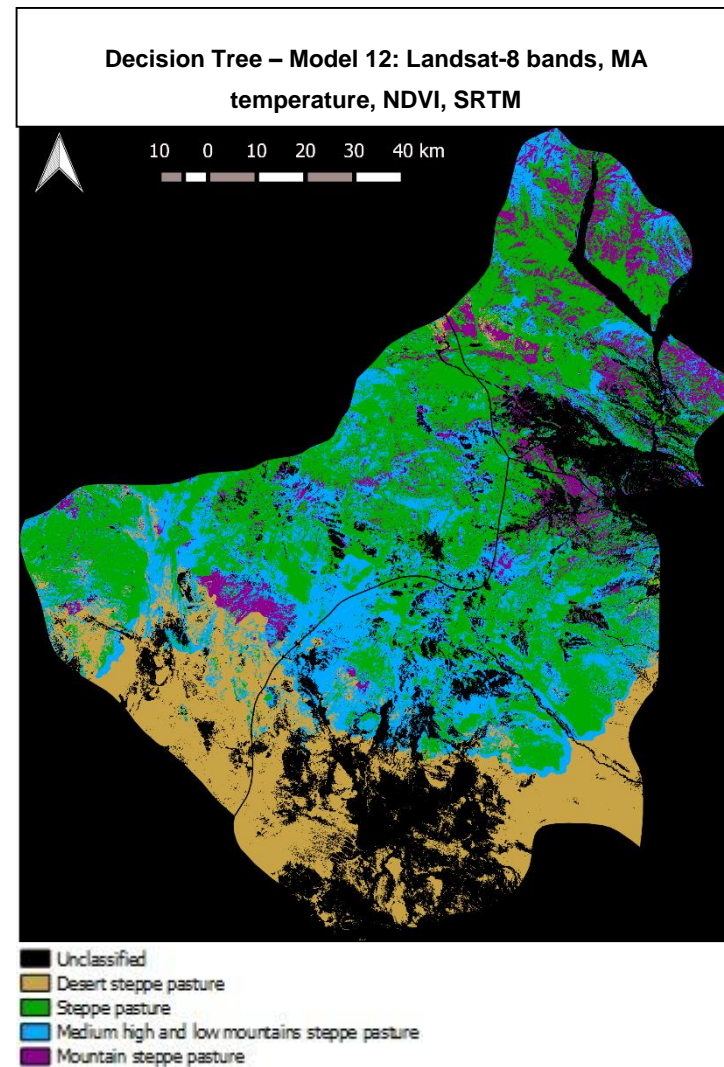 Decision Tree – Model 12: Landsat-8 bands, MA
temperature, NDVI, SRTM
10 0 10 20 30 40 km
Unclassified
Desert steppe pasture
Steppe pasture
Medium high and low mountains steppe pasture
Mountain steppe pasture